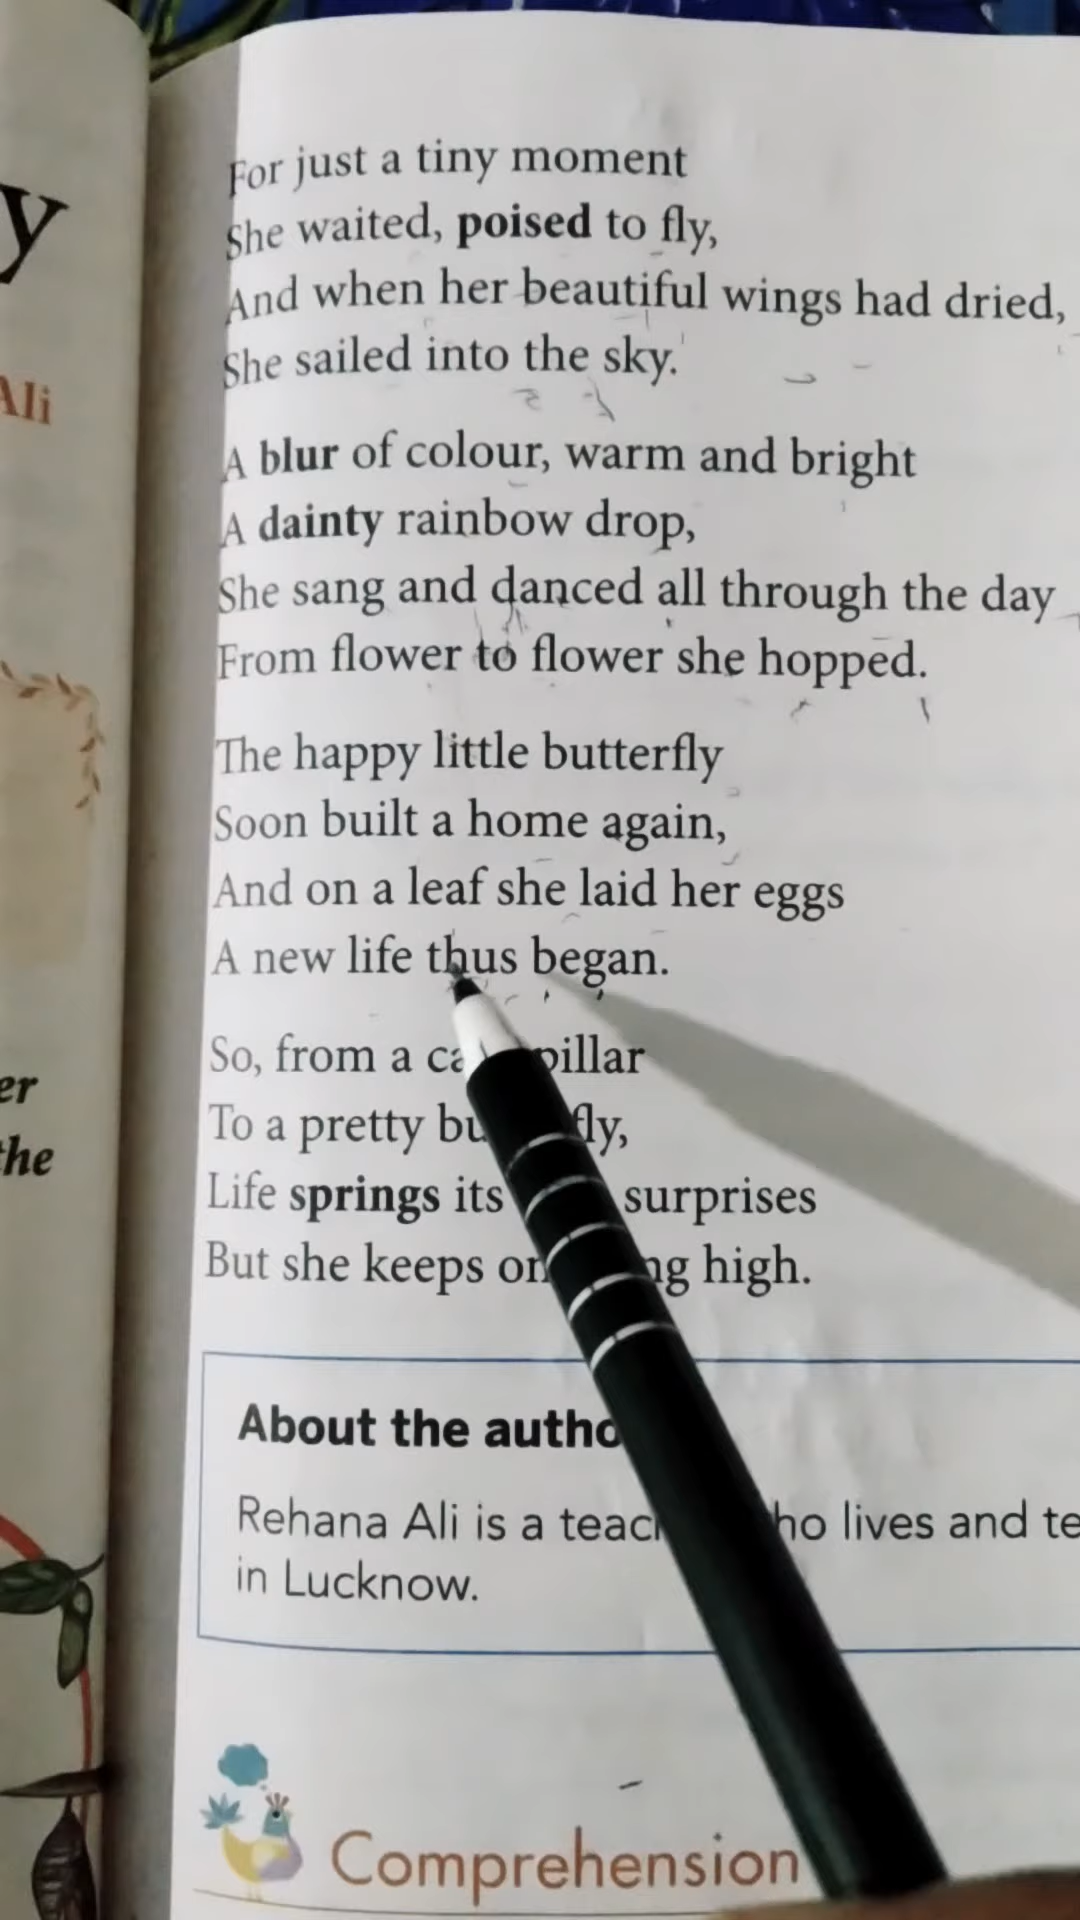 y
Ali
er
the
For just a tiny moment
She waited, poised to fly,
And when her beautiful wings had dried,
She sailed into the sky.
A blur of colour, warm and bright
A dainty rainbow drop,
She sang and danced all through the day
From flower to flower she hopped.
The happy little butterfly
Soon built a home again,
And on a leaf she laid her eggs
A new life thus began.
So, from a ca pillar
To a pretty bu fly,
Life springs its surprises
But she keeps on ng high.
About the autho
Rehana Ali is a teac ho lives and te
in Lucknow.
Comprehension